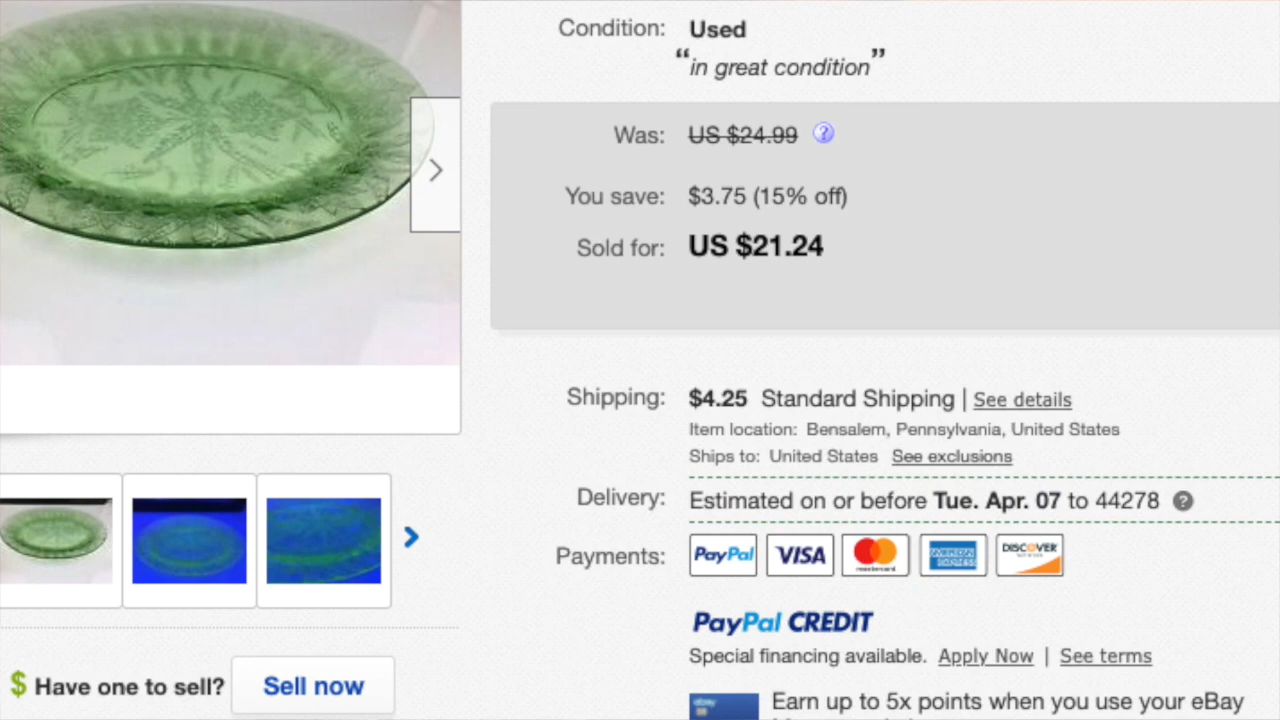 Condition: Used
“in great condition”
Was: US $24.99
You save: $3.75 (15% off)
Sold for: US $21.24
Shipping: $4.25 Standard Shipping | See details
Item location: Bensalem, Pennsylvania, United States
Ships to: United States See exclusions
Delivery: Estimated on or before Tue. Apr. 07 to 44278
Payments: PayPal VISA mastercard AMERICAN EXPRESS DISCOVER
PayPal CREDIT
Special financing available. Apply Now | See terms
$ Have one to sell? Sell now
ebay
Earn up to 5x points when you use your eBay